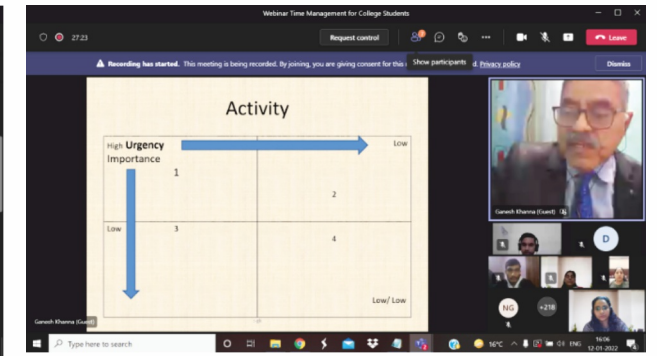 Webinar Time Management for College Students
27:23
Request control
Leave
Recording has started. This meeting is being recorded. By joining, you are giving consent for this
Show participants
d. Privacy policy
Dismiss
Activity
High Urgency
Low
Importance
1
2
Low
3
4
Low/ Low
Ganesh Khanna (Guest)
Ganesh Khanna (Guest)
D
NG
+218
Type here to search
16°C
ENG
16:06
12-01-2022